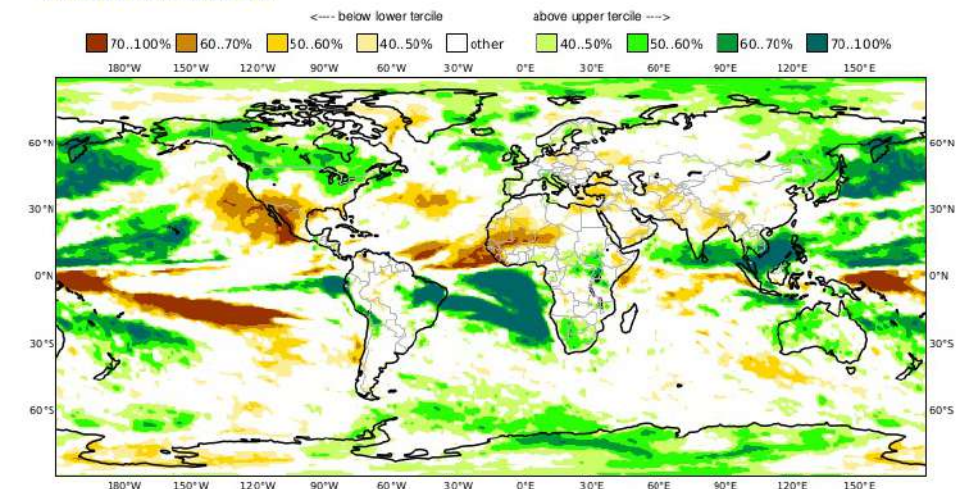 <---- below lower tercile above upper tercile ---->
70..100% 60..70% 50..60% 40..50% other 40..50% 50..60% 60..70% 70..100%
180°W 150°W 120°W 90°W 60°W 30°W 0°E 30°E 60°E 90°E 120°E 150°E
60°N 60°N
30°N 30°N
0°N 0°N
30°S 30°S
60°S 60°S
180°W 150°W 120°W 90°W 60°W 30°W 0°E 30°E 60°E 90°E 120°E 150°E